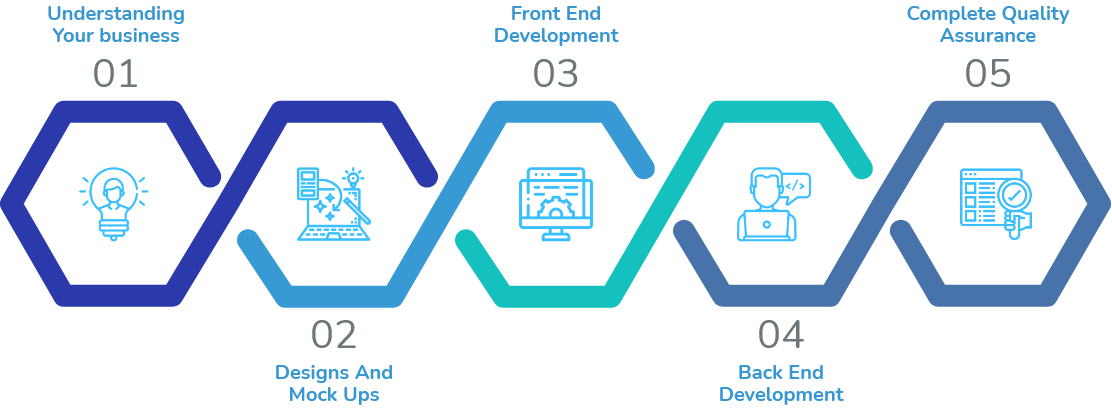 Understanding
Your business
01
Designs And
Mock Ups
02
Front End
Development
03
</>
Back End
Development
04
Complete Quality
Assurance
05